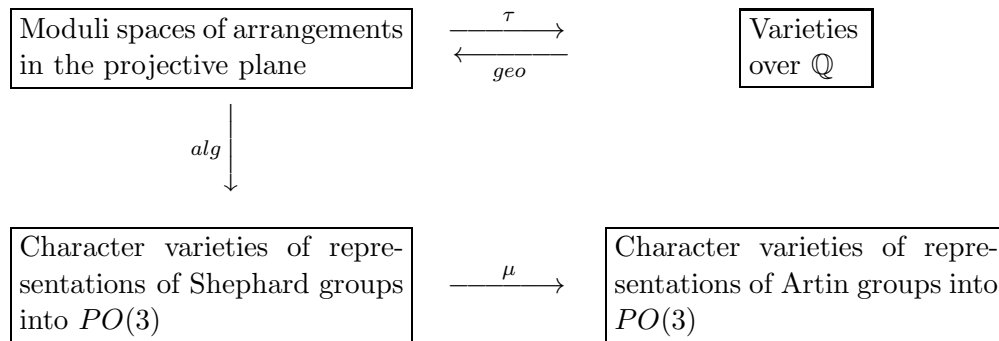 Moduli spaces of arrangements
in the projective plane
τ
geo
Varieties
over ℚ
alg
Character varieties of repre-
sentations of Shephard groups
into PO(3)
μ
Character varieties of repre-
sentations of Artin groups into
PO(3)